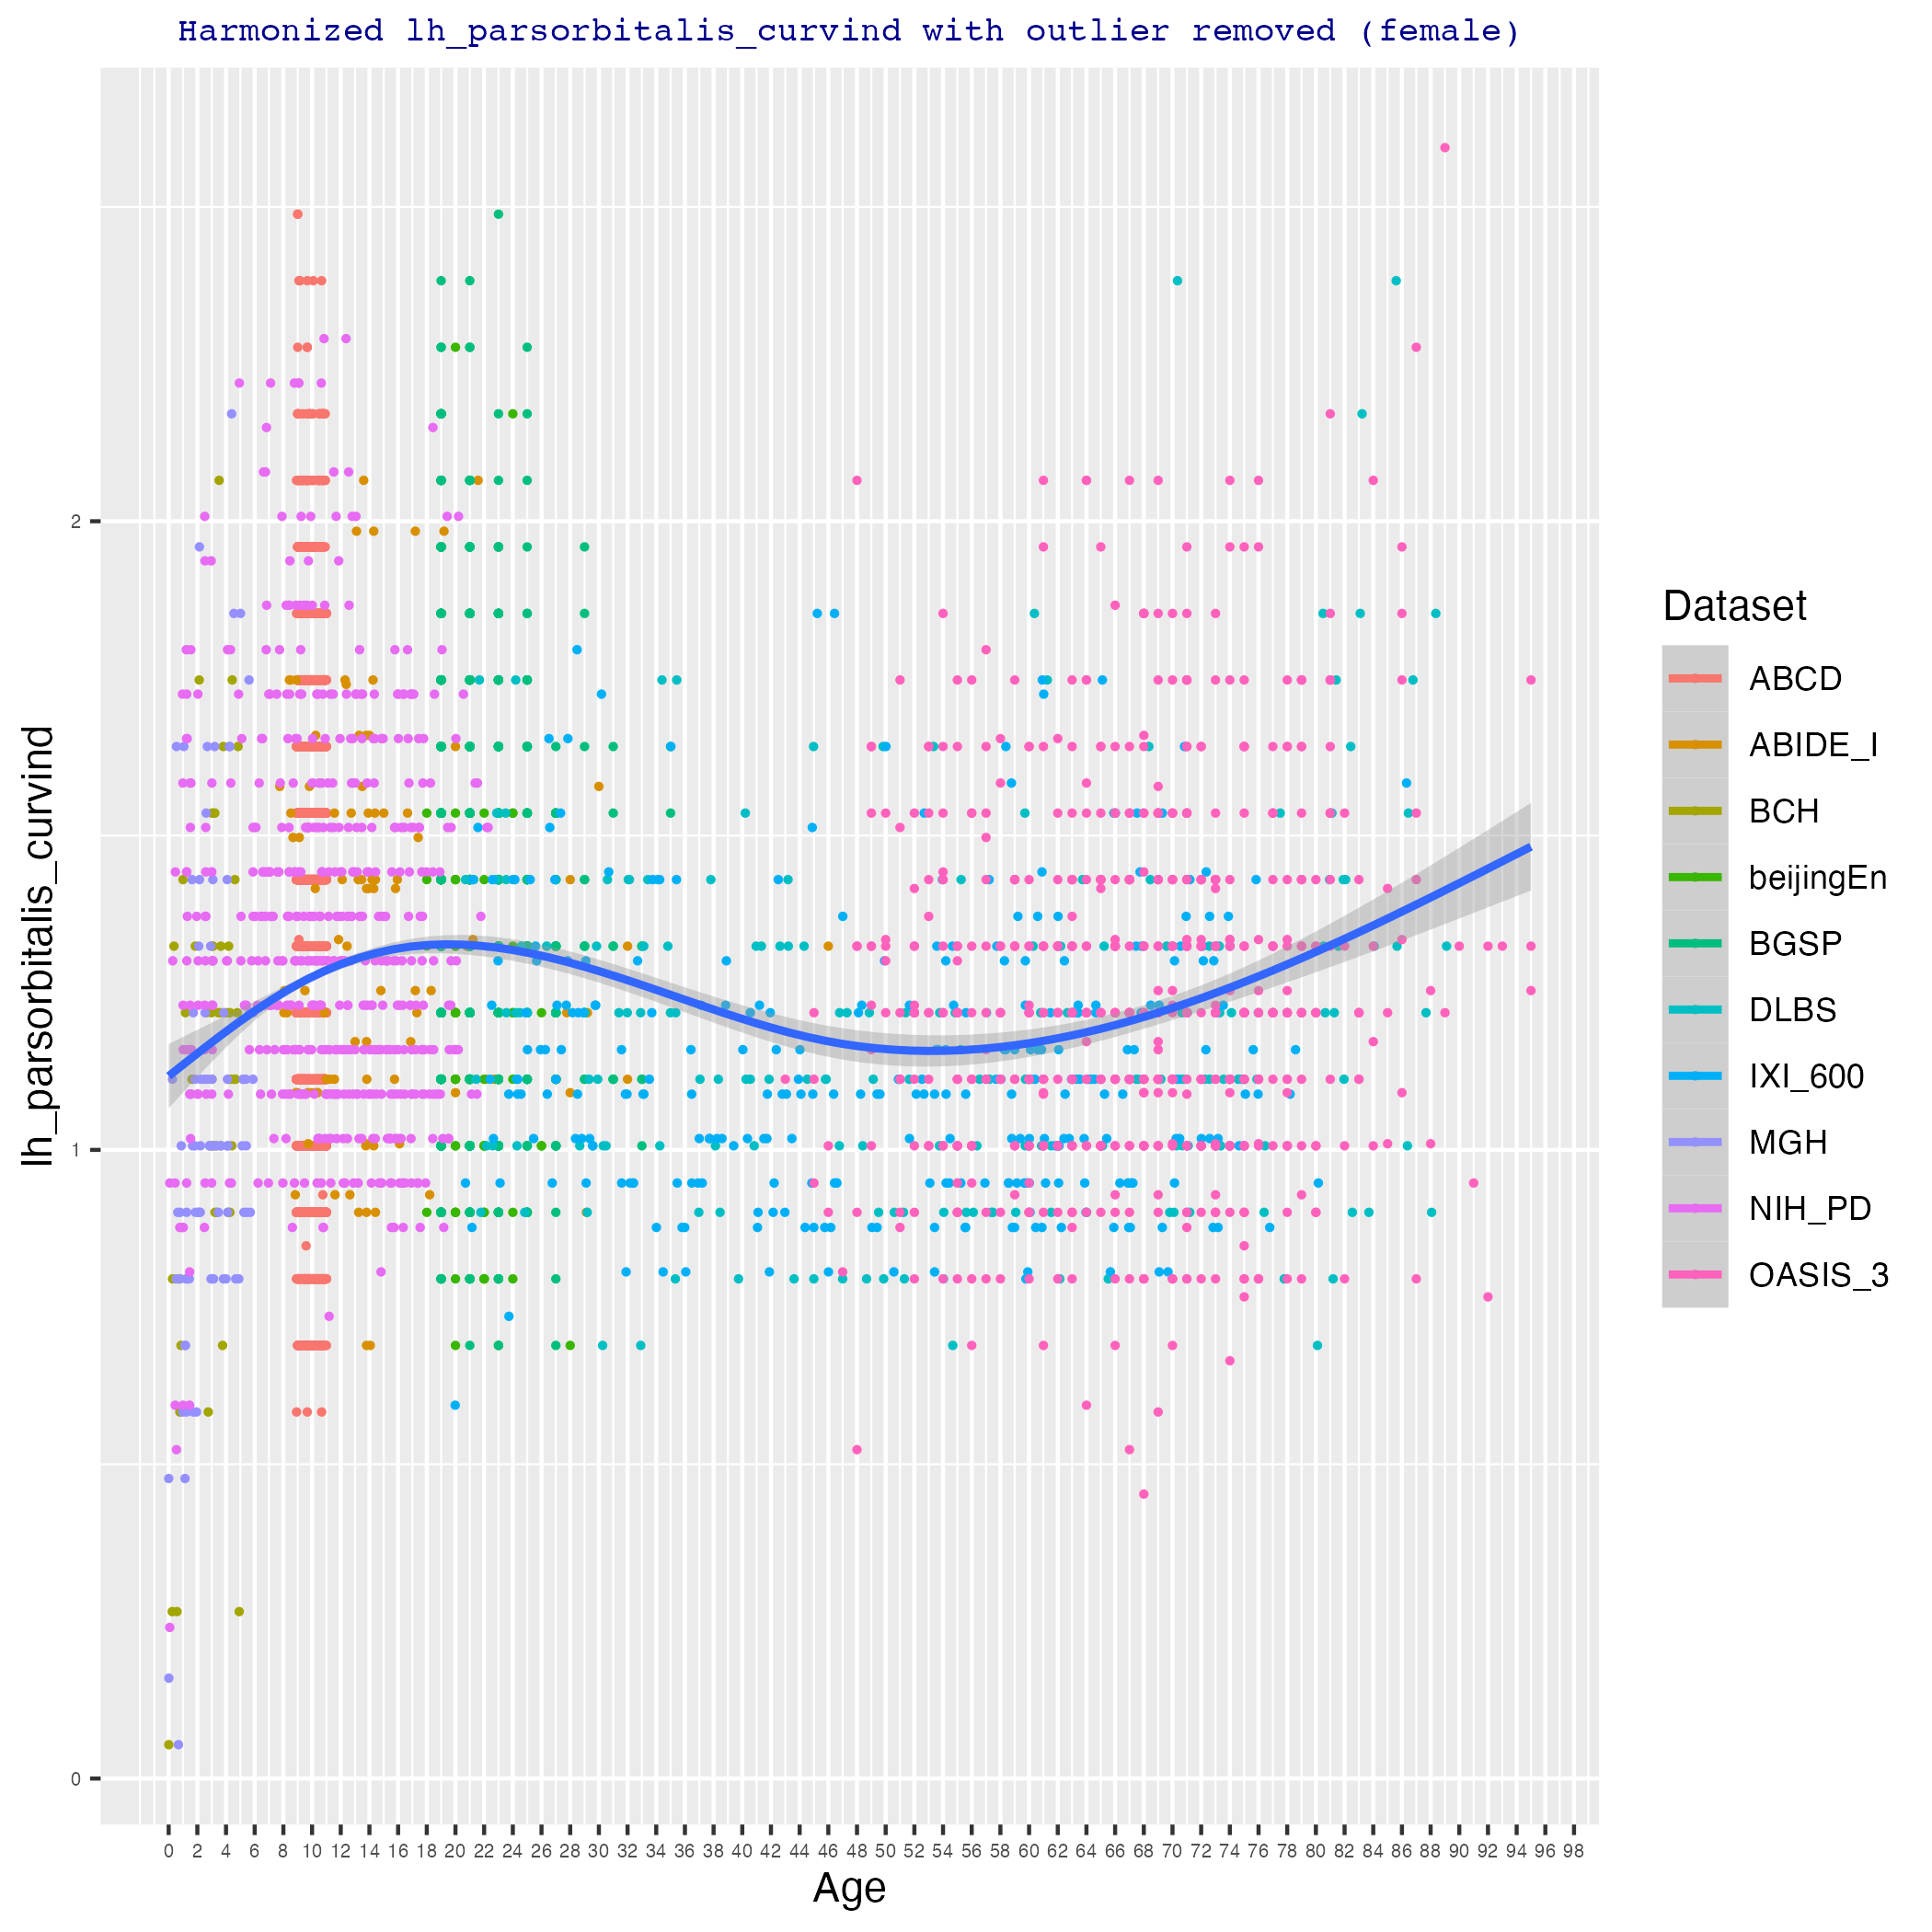 Harmonized lh_parsorbitalis_curvind with outlier removed (female)
lh_parsorbitalis_curvind
2
1
0
0 2 4 6 8 10 12 14 16 18 20 22 24 26 28 30 32 34 36 38 40 42 44 46 48 50 52 54 56 58 60 62 64 66 68 70 72 74 76 78 80 82 84 86 88 90 92 94 96 98
Age
Dataset
ABCD
ABIDE_I
BCH
beijingEn
BGSP
DLBS
IXI_600
MGH
NIH_PD
OASIS_3